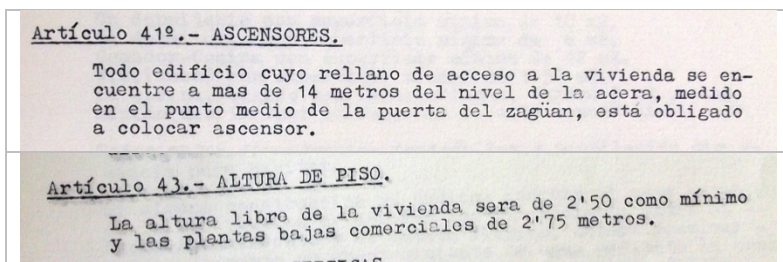 Artículo 41º.- ASCENSORES.
Todo edificio cuyo rellano de acceso a la vivienda se en-
cuentre a mas de 14 metros del nivel de la acera, medido
en el punto medio de la puerta del zagüan, está obligado
a colocar ascensor.
Artículo 43.- ALTURA DE PISO.
La altura libre de la vivienda sera de 2'50 como mínimo
y las plantas bajas comerciales de 2'75 metros.